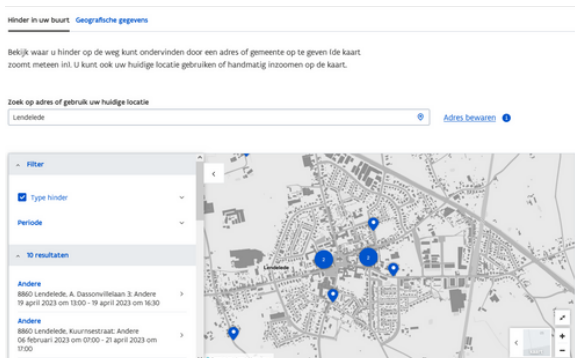 Hinder in uw buurt Geografische gegevens
Bekijk waar u hinder op de weg kunt ondervinden door een adres of gemeente op te geven (de kaart
zoomt meteen in). U kunt ook uw huidige locatie gebruiken of handmatig inzoomen op de kaart.
Zoek op adres of gebruik uw huidige locatie
Lendelede
Adres bewaren
Filter
Type hinder
Periode
10 resultaten
Andere
8860 Lendelede, A. Dassonvillelaan 3: Andere
19 april 2023 om 13:00 - 19 april 2023 om 16:30
Andere
8860 Lendelede, Kuurnsestraat: Andere
06 februari 2023 om 07:00 - 21 april 2023 om
17:00
2
2
Lendelede